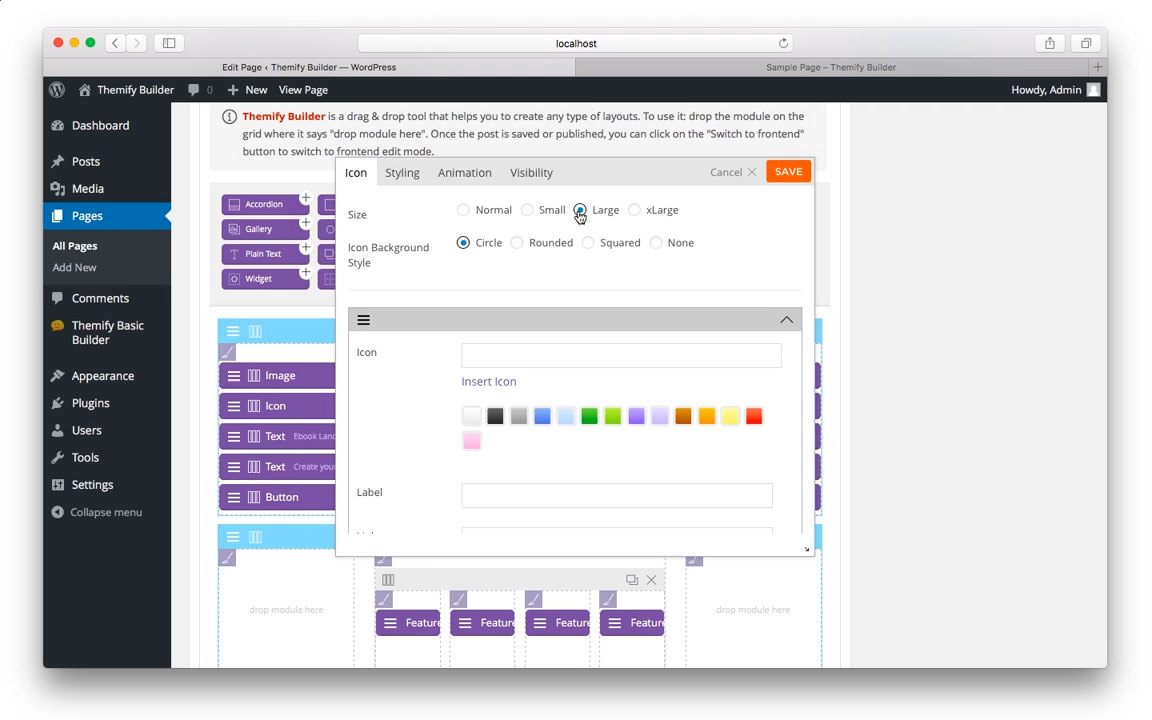 localhost
Edit Page ‹ Themify Builder — WordPress
Sample Page – Themify Builder
Themify Builder 0 New View Page
Howdy, Admin
Dashboard
Posts
Media
Pages
All Pages
Add New
Comments
Themify Basic
Builder
Appearance
Plugins
Users
Tools
Settings
Collapse menu
Themify Builder is a drag & drop tool that helps you to create any type of layouts. To use it: drop the module on the
grid where it says "drop module here". Once the post is saved or published, you can click on the "Switch to frontend"
button to switch to frontend edit mode.
Accordion
Gallery
Plain Text
Widget
Icon Styling Animation Visibility
Cancel
SAVE
Size
Normal Small Large xLarge
Icon Background
Style
Circle Rounded Squared None
Icon
Insert Icon
Label
Image
Icon
Text Ebook Lan
Text Create you
Button
drop module here
Feature
Feature
Feature
Feature
drop module here